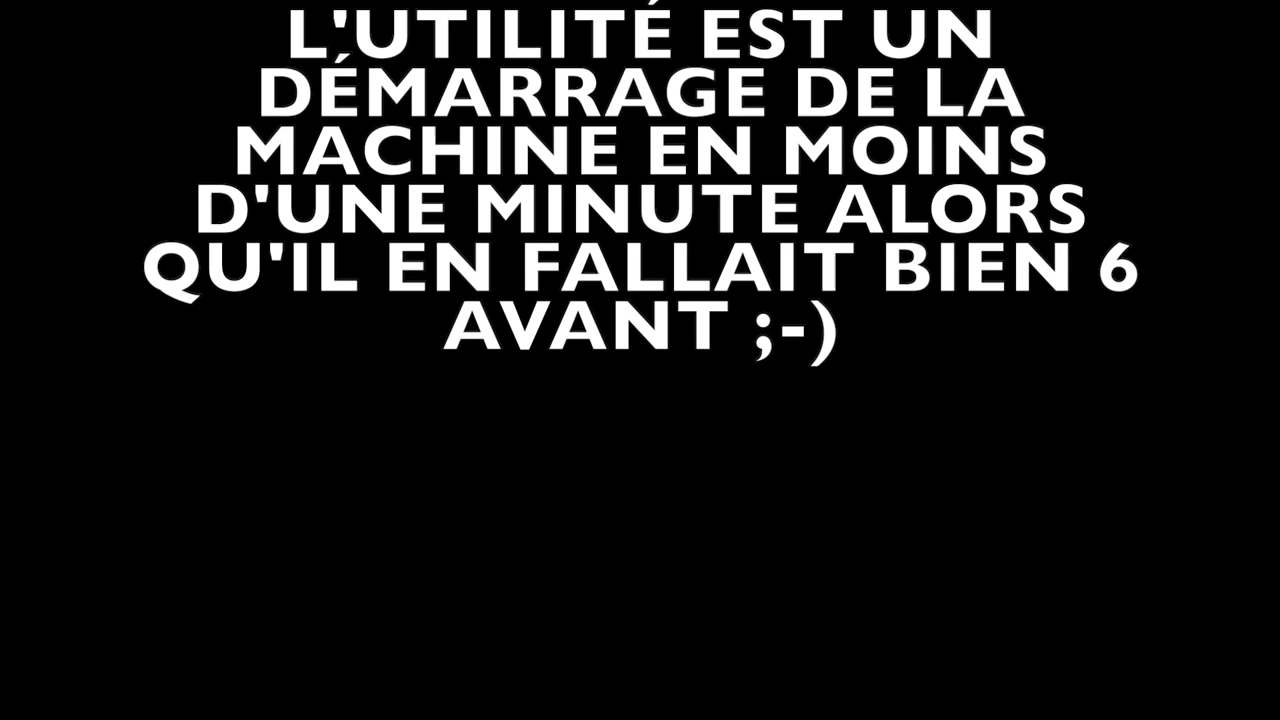 L'UTILITÉ EST UN
DÉMARRAGE DE LA
MACHINE EN MOINS
D'UNE MINUTE ALORS
QU'IL EN FALLAIT BIEN 6
AVANT ;-)